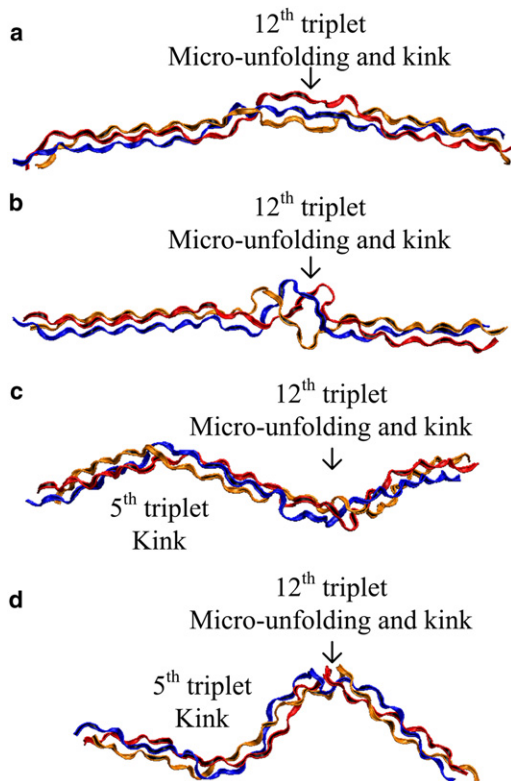 a
12th triplet
Micro-unfolding and kink
b
12th triplet
Micro-unfolding and kink
c
12th triplet
Micro-unfolding and kink
5th triplet
Kink
d
12th triplet
Micro-unfolding and kink
5th triplet
Kink